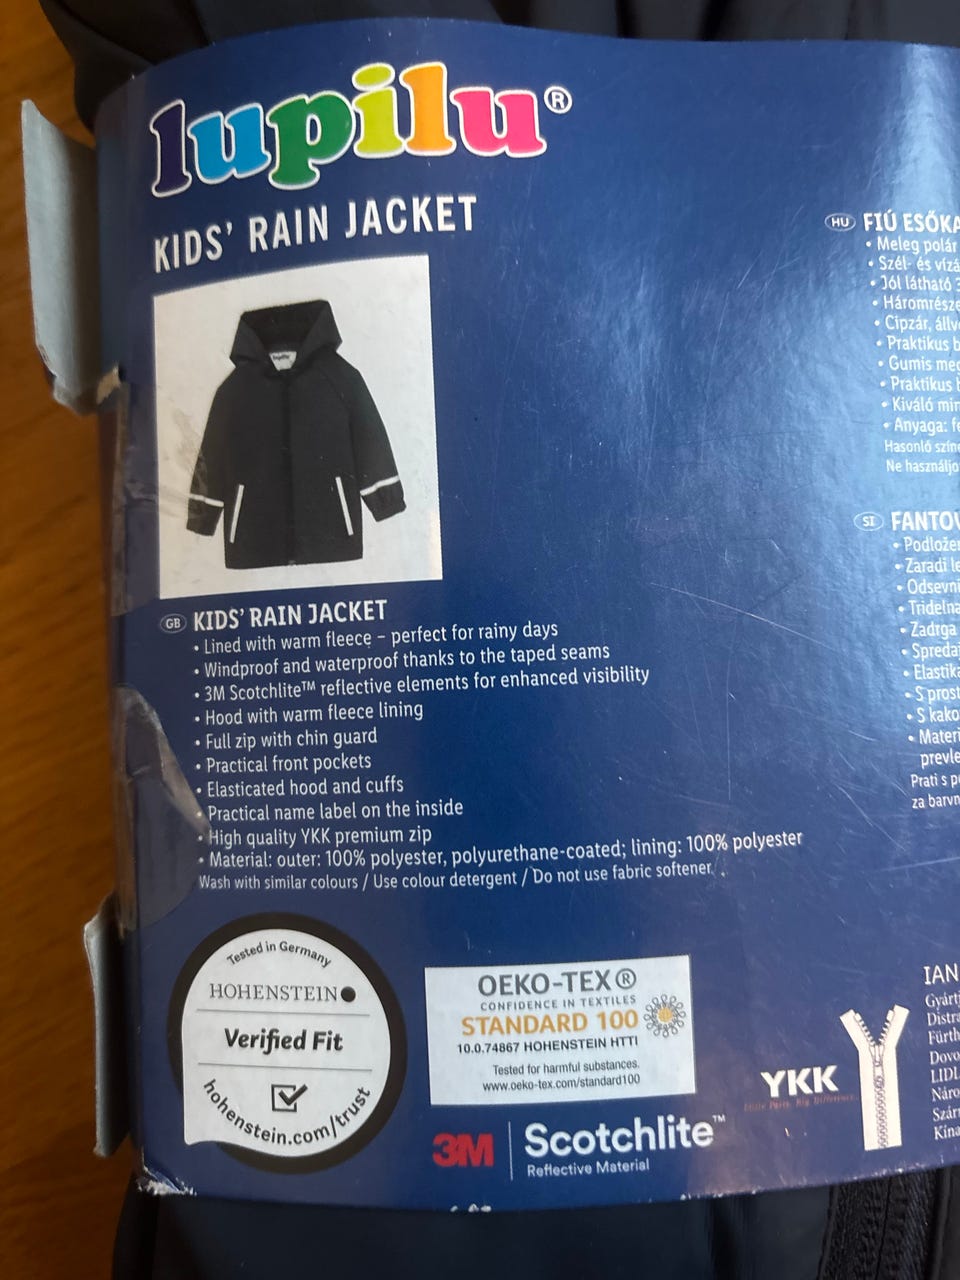 lupilu®
KIDS' RAIN JACKET
lupilu
GB KIDS' RAIN JACKET
• Lined with warm fleece – perfect for rainy days
• Windproof and waterproof thanks to the taped seams
• 3M Scotchlite™ reflective elements for enhanced visibility
• Hood with warm fleece lining
• Full zip with chin guard
• Practical front pockets
• Elasticated hood and cuffs
• Practical name label on the inside
• High quality YKK premium zip
• Material: outer: 100% polyester, polyurethane-coated; lining: 100% polyester
Wash with similar colours / Use colour detergent / Do not use fabric softener.
HU FIÚ ESŐKA
• Meleg polár
• Szél- és vízá
• Jól látható 3
• Háromrésze
• Cipzár, állv
• Praktikus b
• Gumis meg
• Praktikus b
• Kiváló min
• Anyaga: fe
Hasonló színe
Ne használjo
SI FANTOV
• Podložen
• Zaradi le
• Odsevni
• Tridelna
• Zadrga
• Spredaj
• Elastika
• S prost
• S kako
• Materi
prevle
Prati s po
za barvn
Tested in Germany
HOHENSTEIN
Verified Fit
hohenstein.com/trust
OEKO-TEX®
CONFIDENCE IN TEXTILES
STANDARD 100
10.0.74867 HOHENSTEIN HTTI
Tested for harmful substances.
www.oeko-tex.com/standard100
3M Scotchlite™
Reflective Material
YKK
Little Parts. Big Difference.
IAN
Gyártj
Distra
Fürth
Dovo
LIDL
Náro
Szárm
Kína